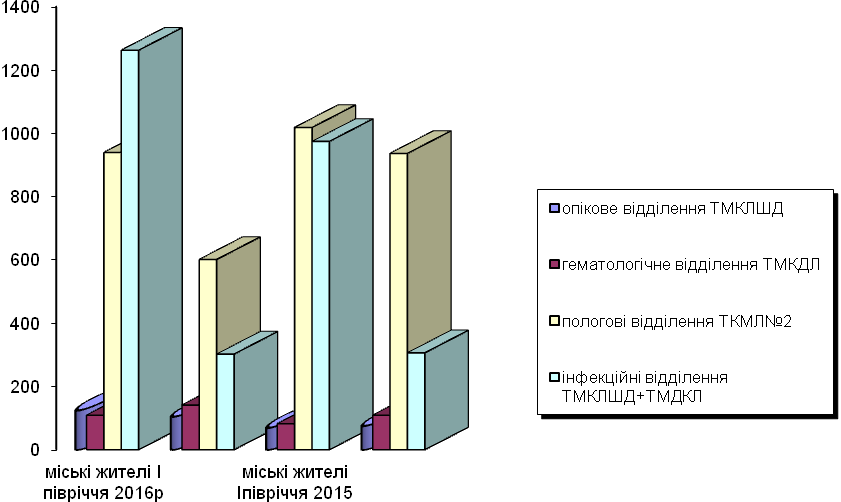 1400
1200
1000
800
600
400
200
0
міські жителі І
півріччя 2016р
міські жителі
Іпівріччя 2015
опікове відділення ТМКЛШД
гематологічне відділення ТМКДЛ
пологові відділення ТКМЛ№2
інфекційні відділення
ТМКЛШД+ТМДКЛ